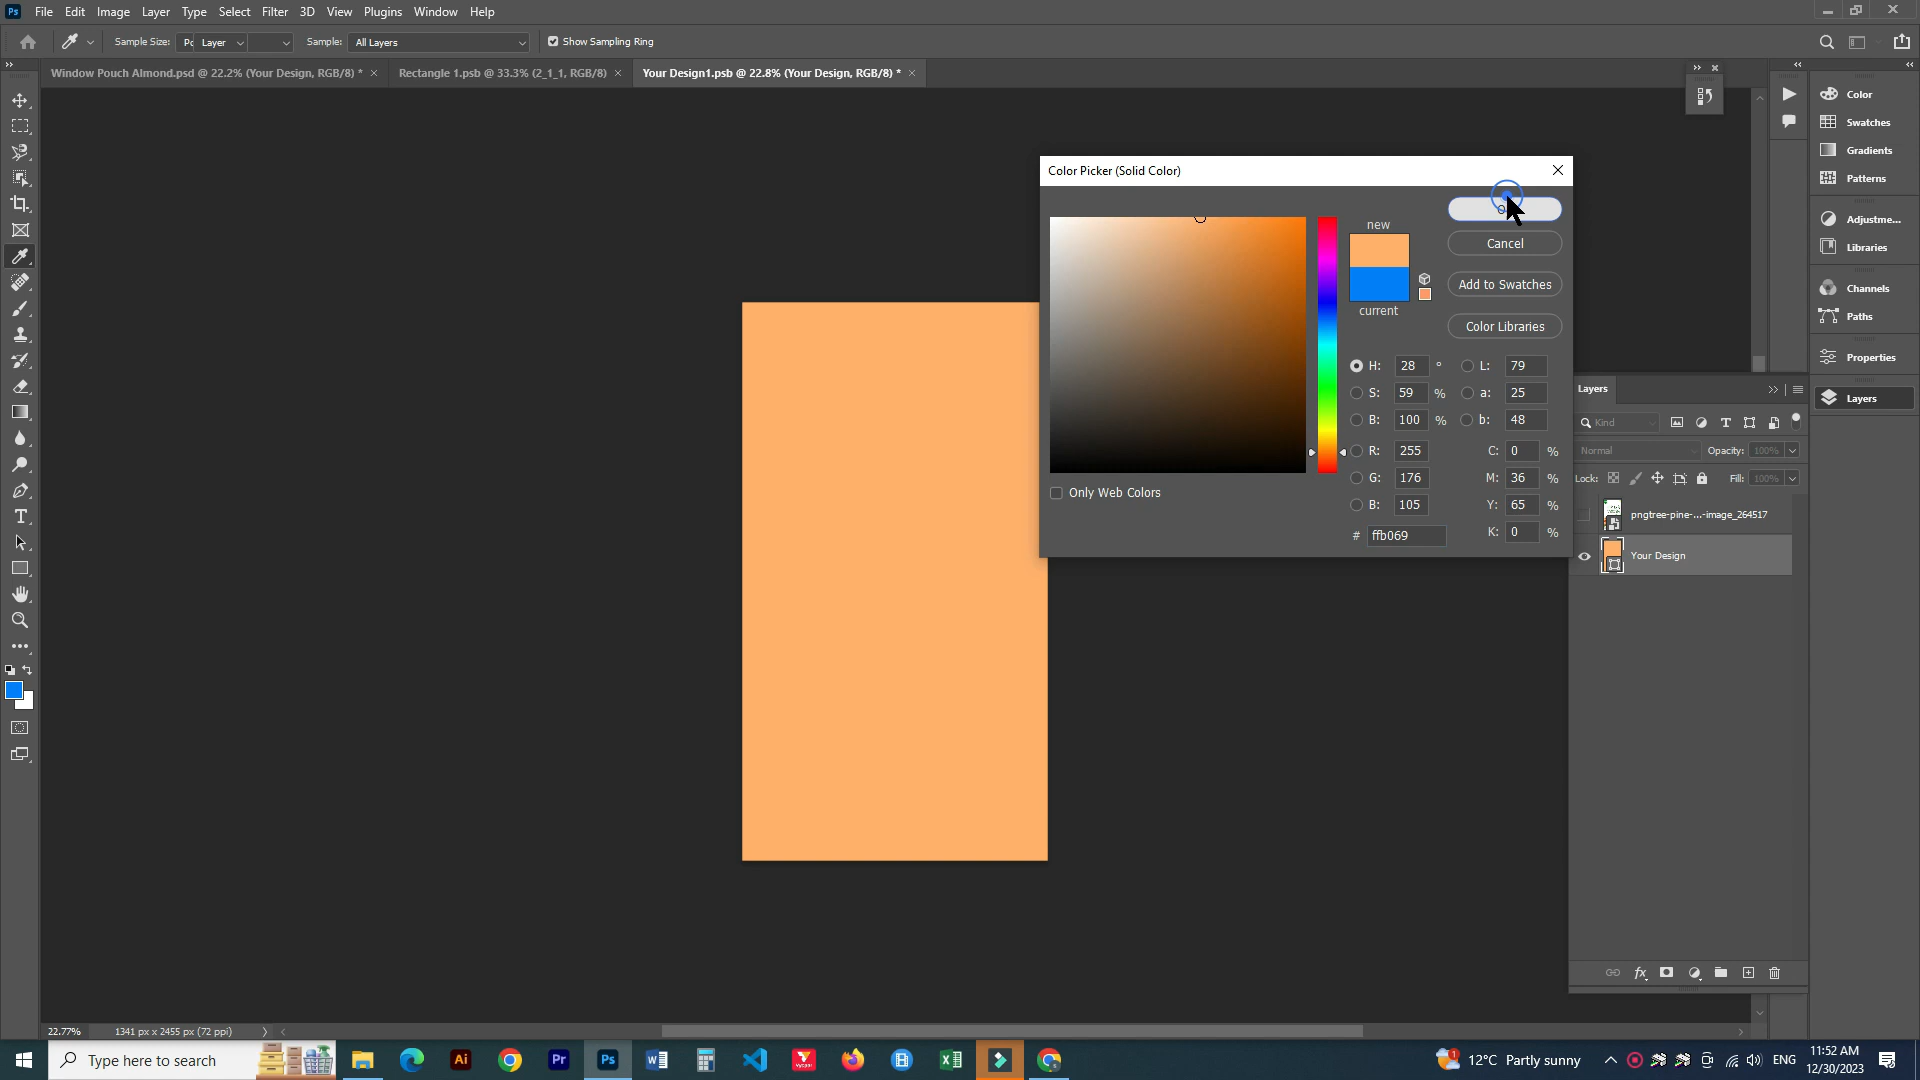 Ps File Edit Image Layer Type Select Filter 3D View Plugins Window Help
Sample Size: Layer Sample: All Layers Show Sampling Ring
Window Pouch Almond.psd @ 22.2% (Your Design, RGB/8) * Rectangle 1.psb @ 33.3% (2_1_1, RGB/8) Your Design1.psb @ 22.8% (Your Design, RGB/8) *
Color
Swatches
Gradients
Patterns
Adjustme...
Libraries
Channels
Paths
Properties
Layers
Color Picker (Solid Color)
new
current
Cancel
Add to Swatches
Color Libraries
H: 28 ° L: 79
S: 59 % a: 25
B: 100 % b: 48
R: 255 C: 0 %
G: 176 M: 36 %
B: 105 Y: 65 %
# ffb069 K: 0 %
Only Web Colors
Layers
Kind
Normal Opacity: 100%
Lock: Fill: 100%
pngtree-pine-...-image_264517
Your Design
22.77% 1341 px x 2455 px (72 ppi)
Type here to search
Ai Pr Ps
12°C Partly sunny
ENG
11:52 AM
12/30/2023